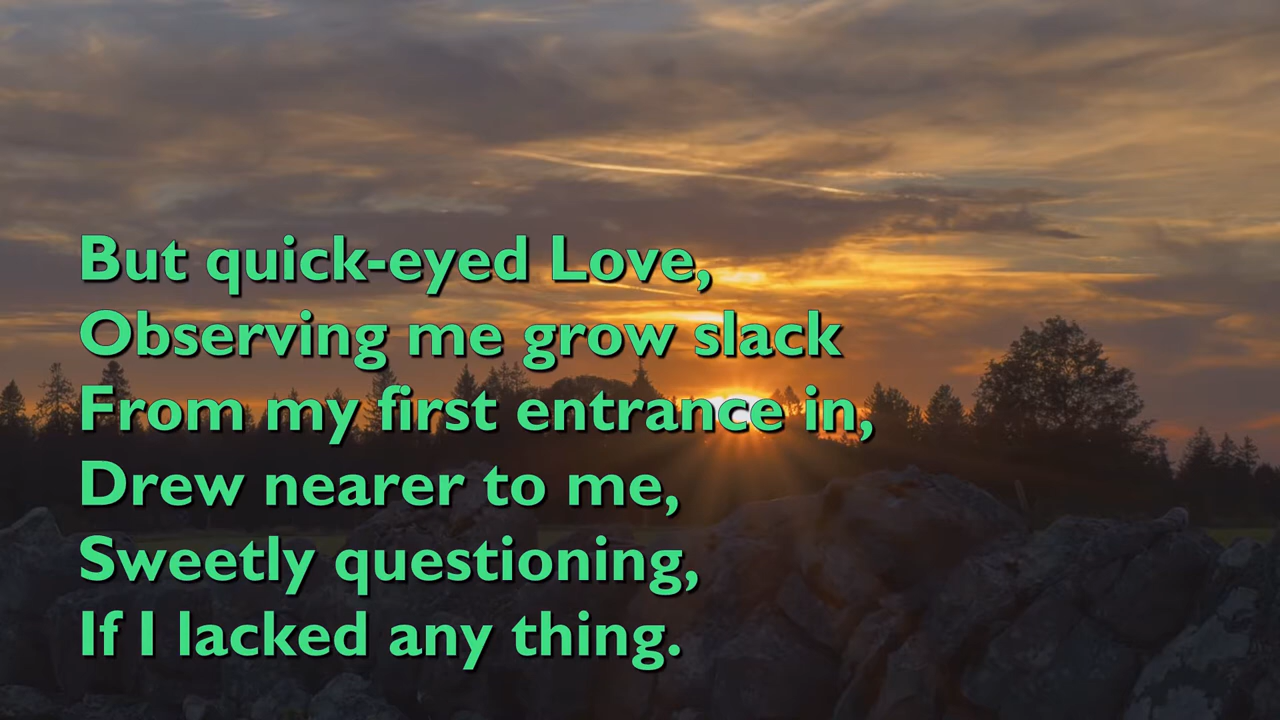 But quick-eyed Love,
Observing me grow slack
From my first entrance in,
Drew nearer to me,
Sweetly questioning,
If I lacked any thing.